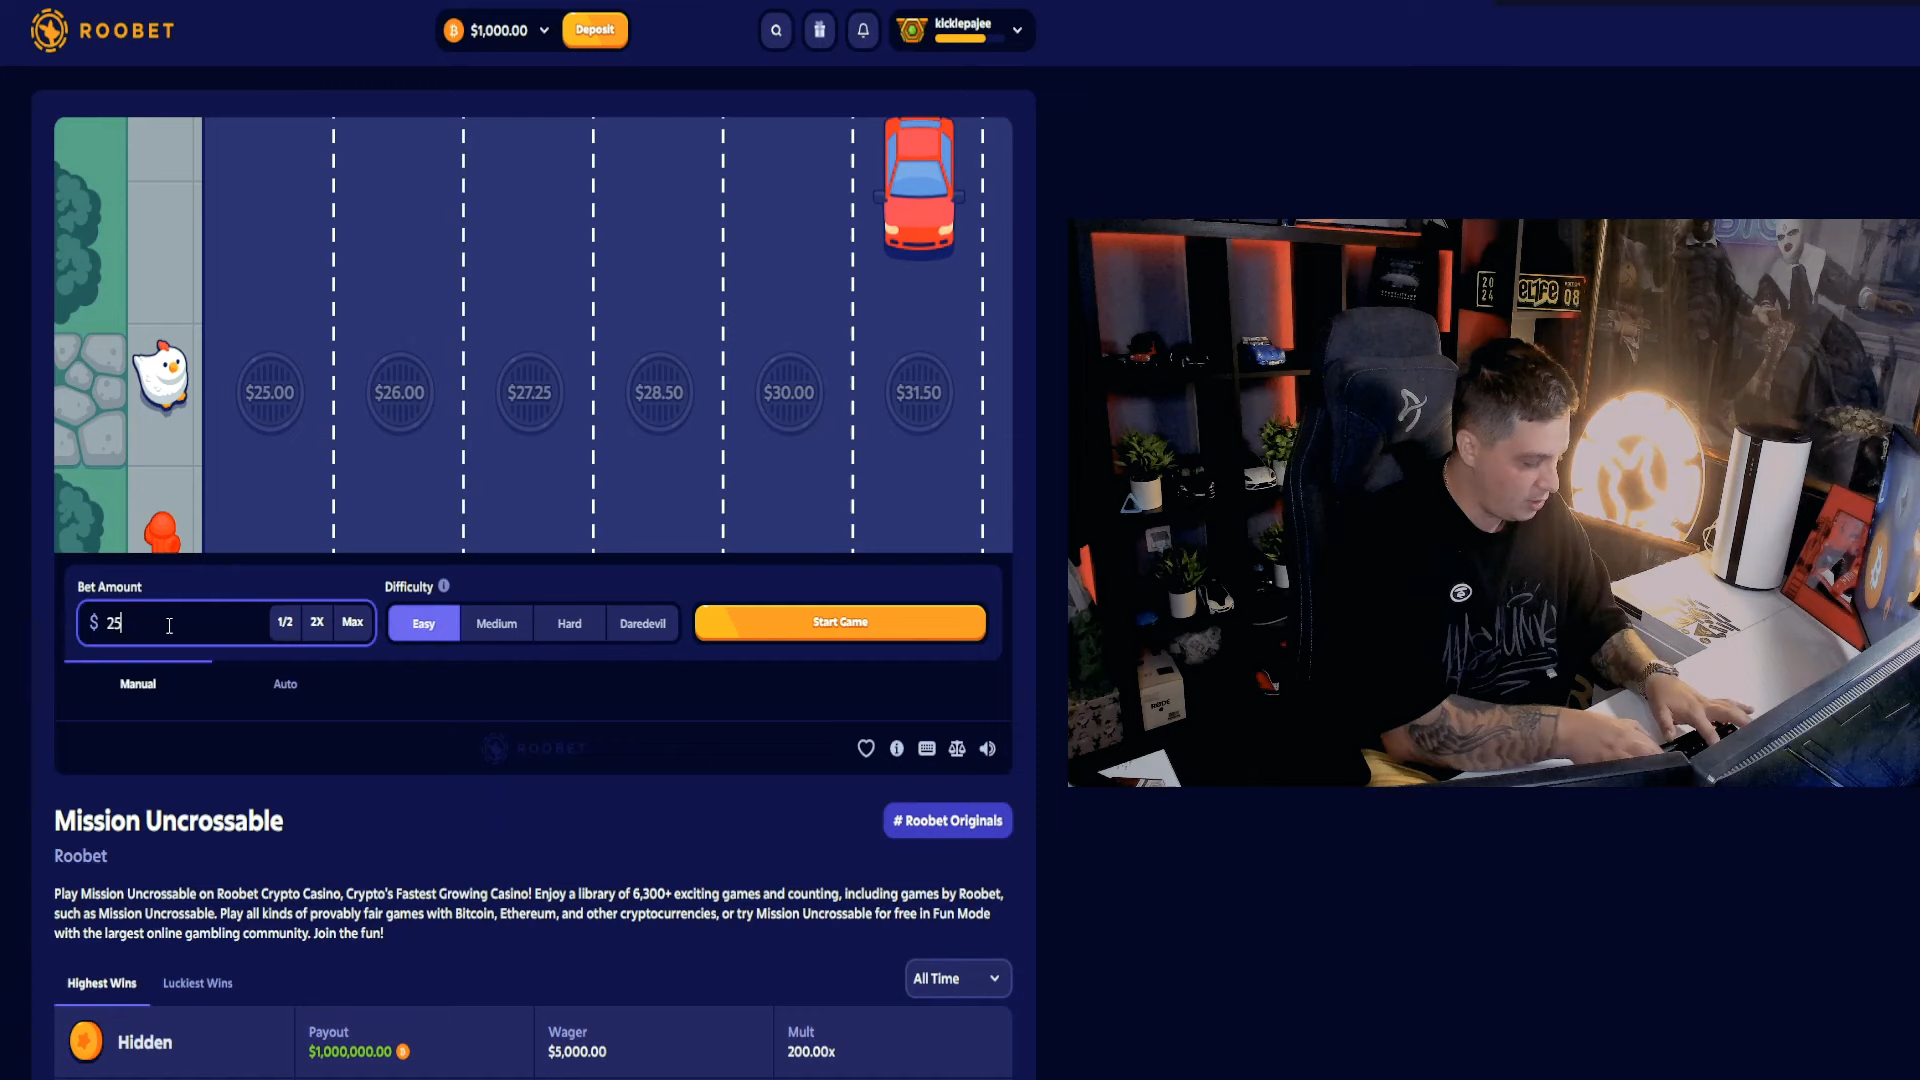 ROOBET
$1,000.00
Deposit
kicklepajee
$25.00
$26.00
$27.25
$28.50
$30.00
$31.50
Bet Amount
Difficulty
$ 25
1/2
2X
Max
Easy
Medium
Hard
Daredevil
Start Game
Manual
Auto
ROOBET
Mission Uncrossable
# Roobet Originals
Roobet
Play Mission Uncrossable on Roobet Crypto Casino, Crypto's Fastest Growing Casino! Enjoy a library of 6,300+ exciting games and counting, including games by Roobet,
such as Mission Uncrossable. Play all kinds of provably fair games with Bitcoin, Ethereum, and other cryptocurrencies, or try Mission Uncrossable for free in Fun Mode
with the largest online gambling community. Join the fun!
Highest Wins
Luckiest Wins
All Time
Hidden
Payout
$1,000,000.00
Wager
$5,000.00
Mult
200.00x
20
24
eL1fe 08
RODE